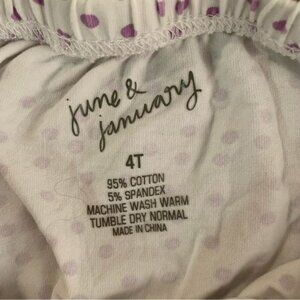 june &
january
4T
95% COTTON
5% SPANDEX
MACHINE WASH WARM
TUMBLE DRY NORMAL
MADE IN CHINA